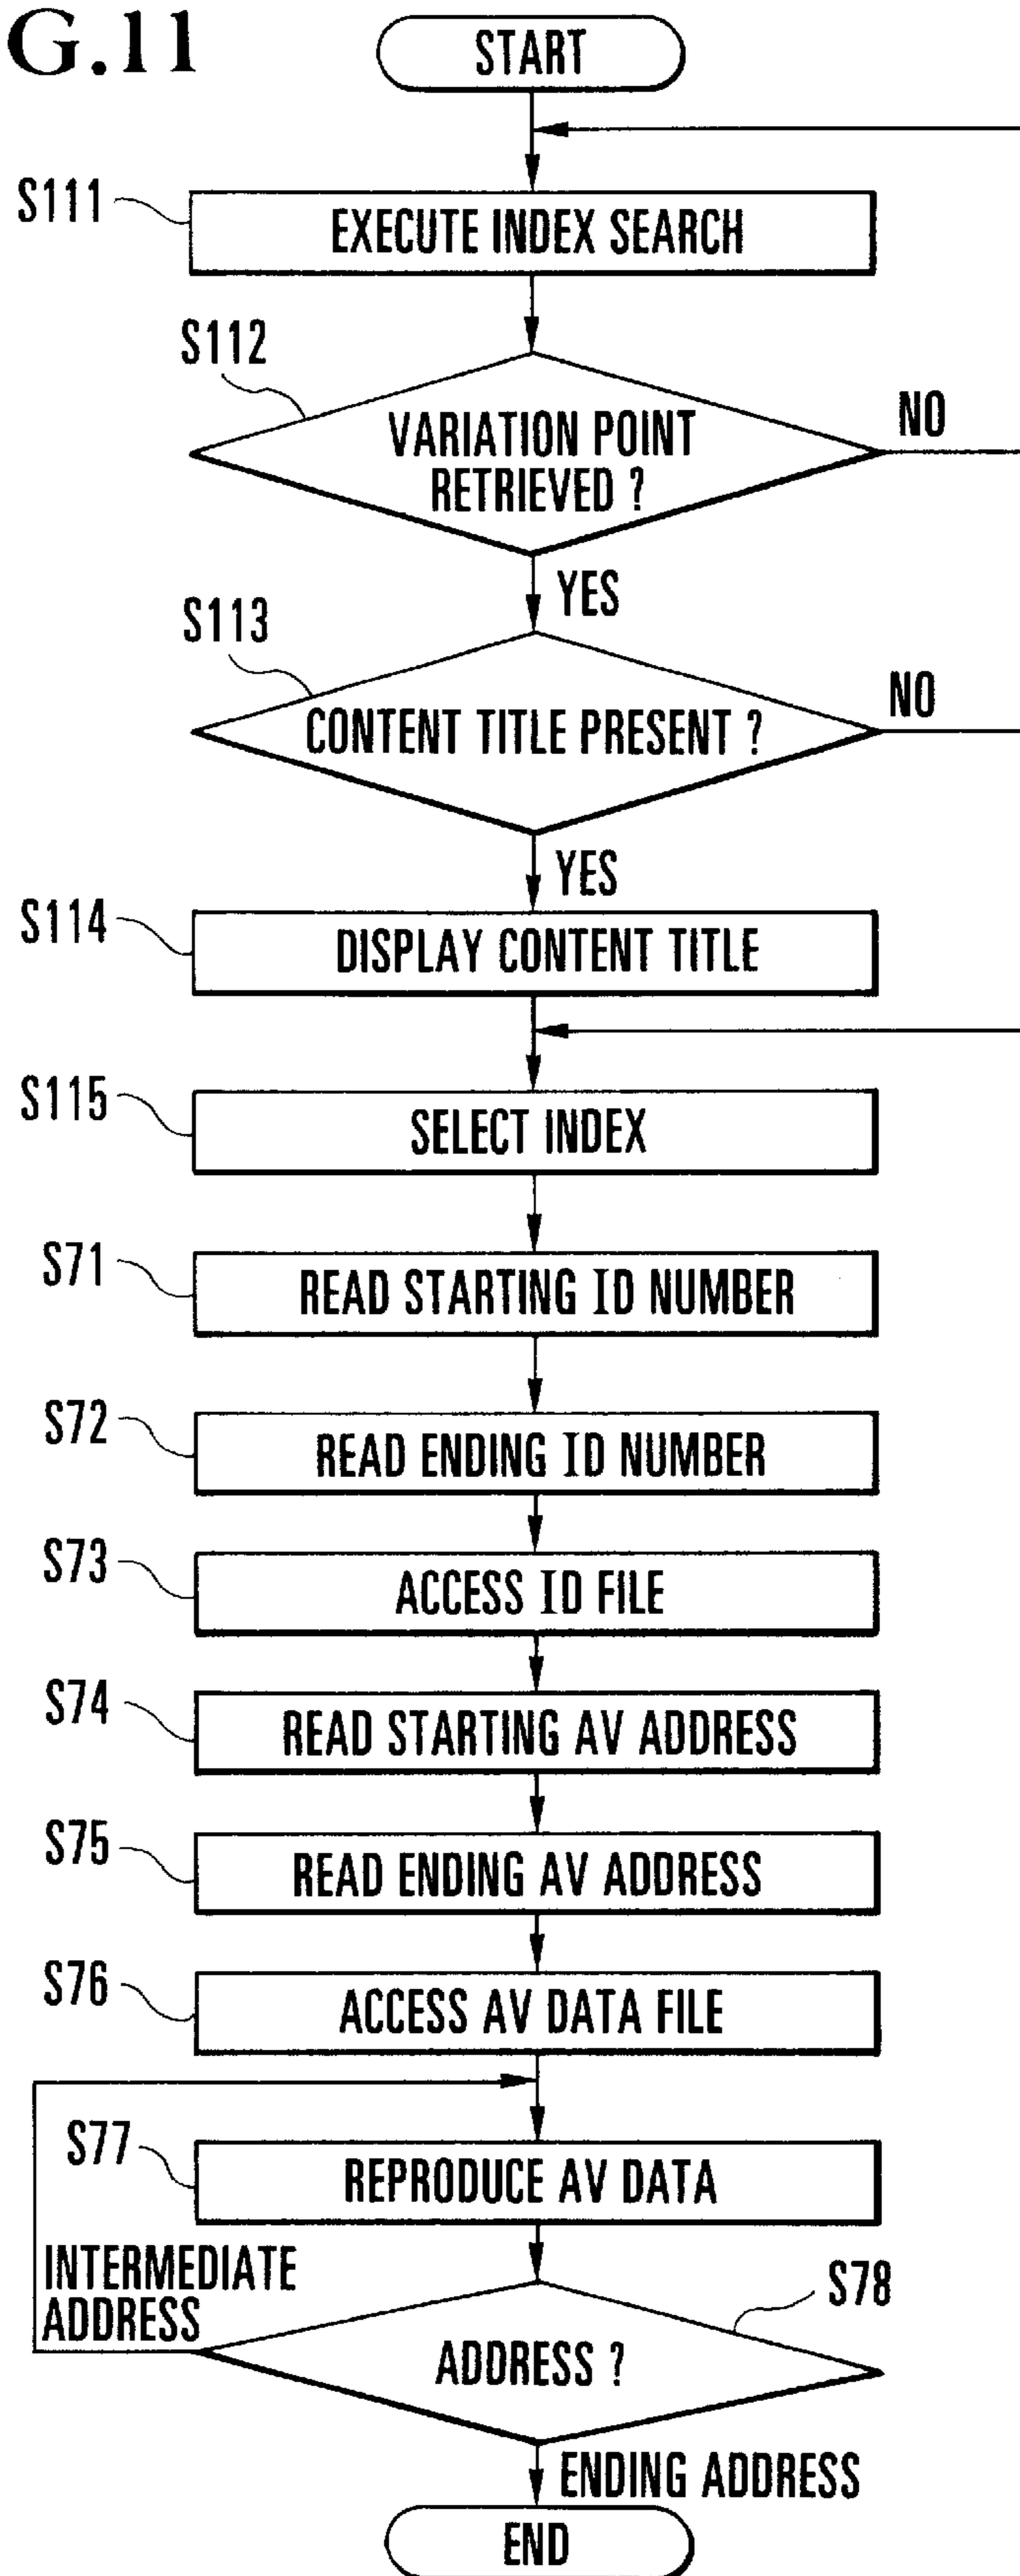 G.11
START
S111
EXECUTE INDEX SEARCH
S112
VARIATION POINT
RETRIEVED ?
NO
YES
S113
CONTENT TITLE PRESENT ?
NO
YES
S114
DISPLAY CONTENT TITLE
S115
SELECT INDEX
S71
READ STARTING ID NUMBER
S72
READ ENDING ID NUMBER
S73
ACCESS ID FILE
S74
READ STARTING AV ADDRESS
S75
READ ENDING AV ADDRESS
S76
ACCESS AV DATA FILE
S77
REPRODUCE AV DATA
INTERMEDIATE
ADDRESS
S78
ADDRESS ?
ENDING ADDRESS
END